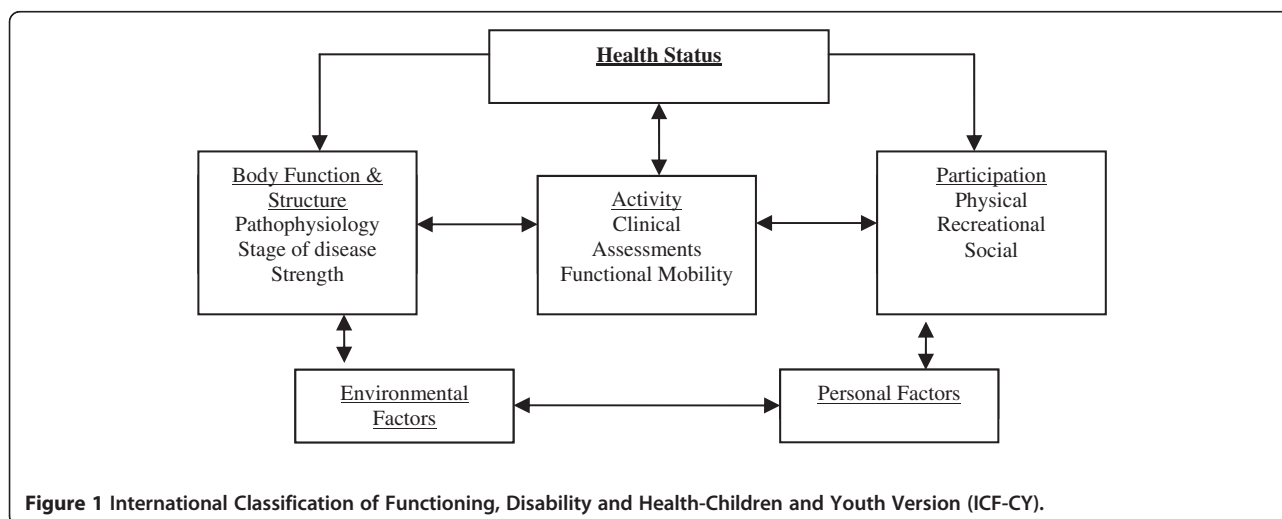 Health Status
Body Function &
Structure
Pathophysiology
Stage of disease
Strength
Activity
Clinical
Assessments
Functional Mobility
Participation
Physical
Recreational
Social
Environmental
Factors
Personal Factors
Figure 1 International Classification of Functioning, Disability and Health-Children and Youth Version (ICF-CY).